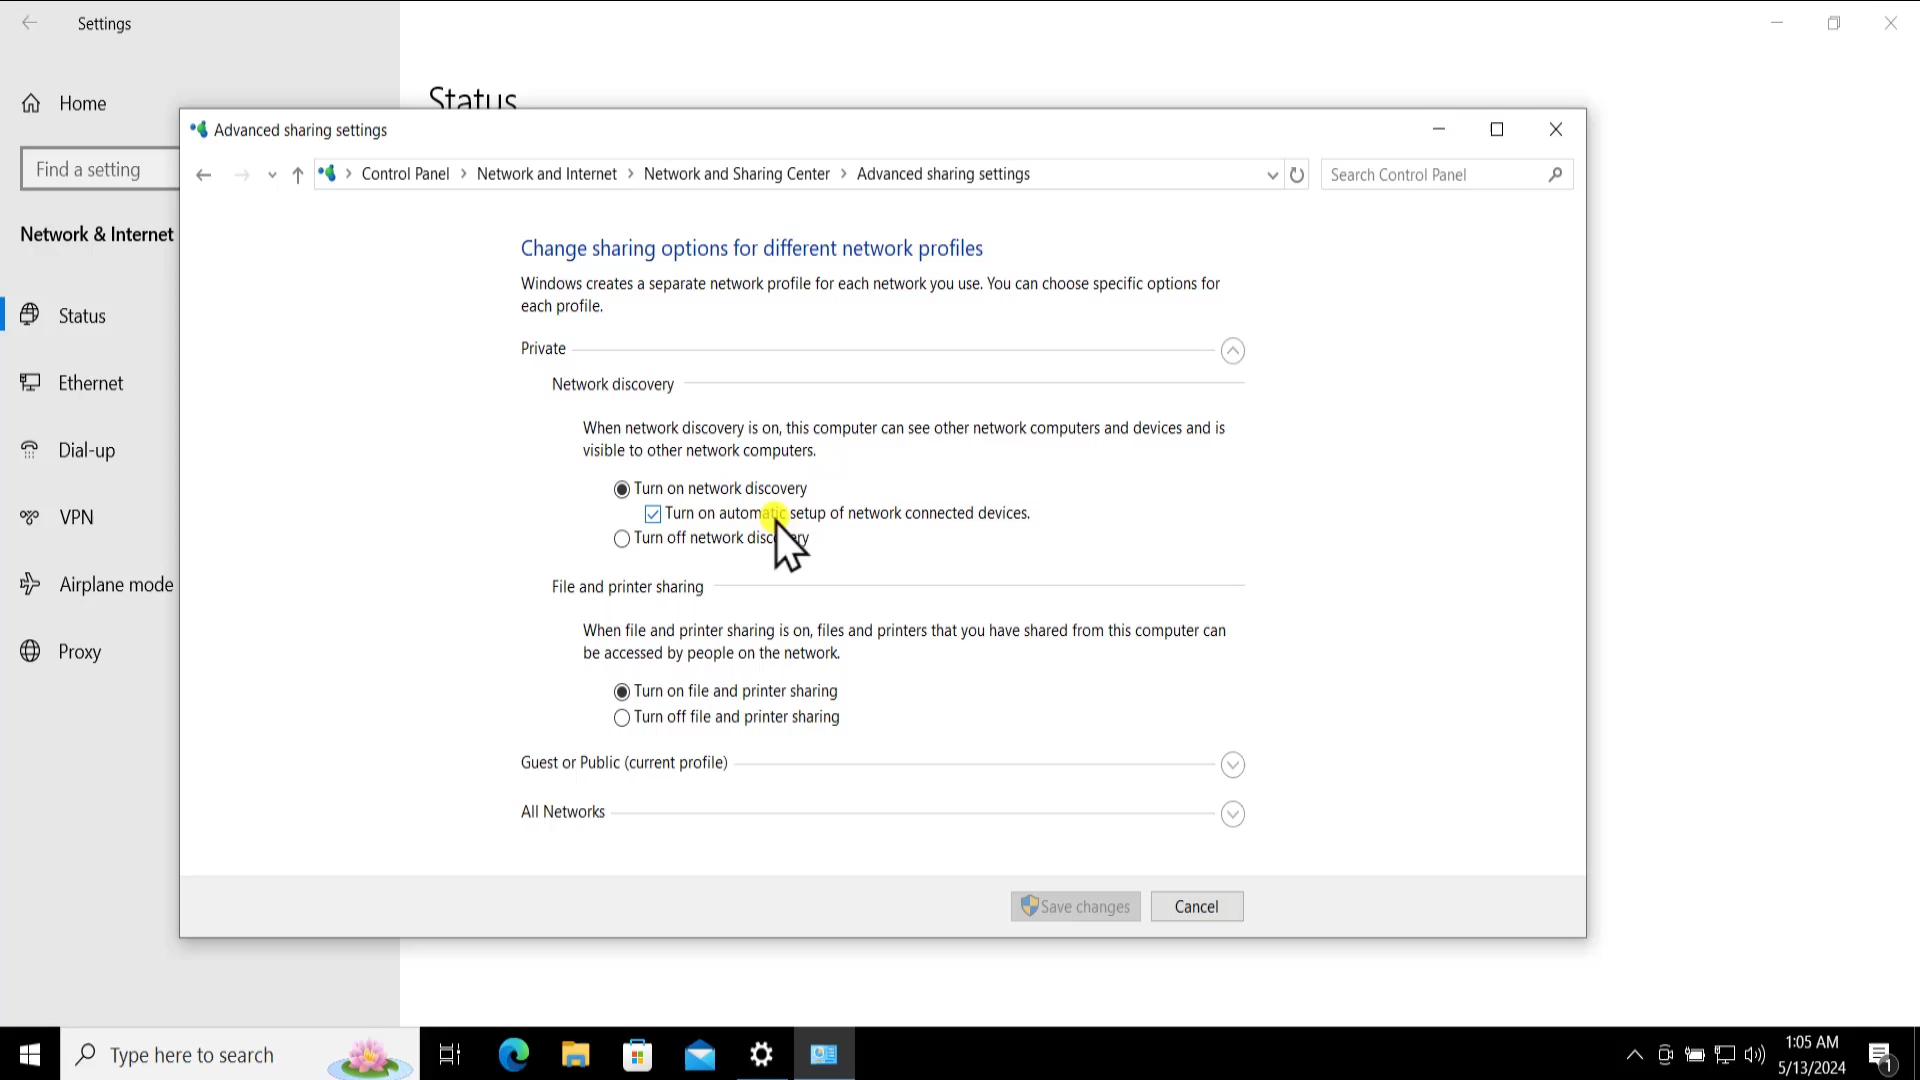 Settings
Home
Find a setting
Network & Internet
Status
Ethernet
Dial-up
VPN
Airplane mode
Proxy
Status
Advanced sharing settings
Control Panel > Network and Internet > Network and Sharing Center > Advanced sharing settings
Search Control Panel
Change sharing options for different network profiles
Windows creates a separate network profile for each network you use. You can choose specific options for
each profile.
Private
Network discovery
When network discovery is on, this computer can see other network computers and devices and is
visible to other network computers.
Turn on network discovery
Turn on automatic setup of network connected devices.
Turn off network discovery
File and printer sharing
When file and printer sharing is on, files and printers that you have shared from this computer can
be accessed by people on the network.
Turn on file and printer sharing
Turn off file and printer sharing
Guest or Public (current profile)
All Networks
Save changes
Cancel
Type here to search
1:05 AM
5/13/2024
1